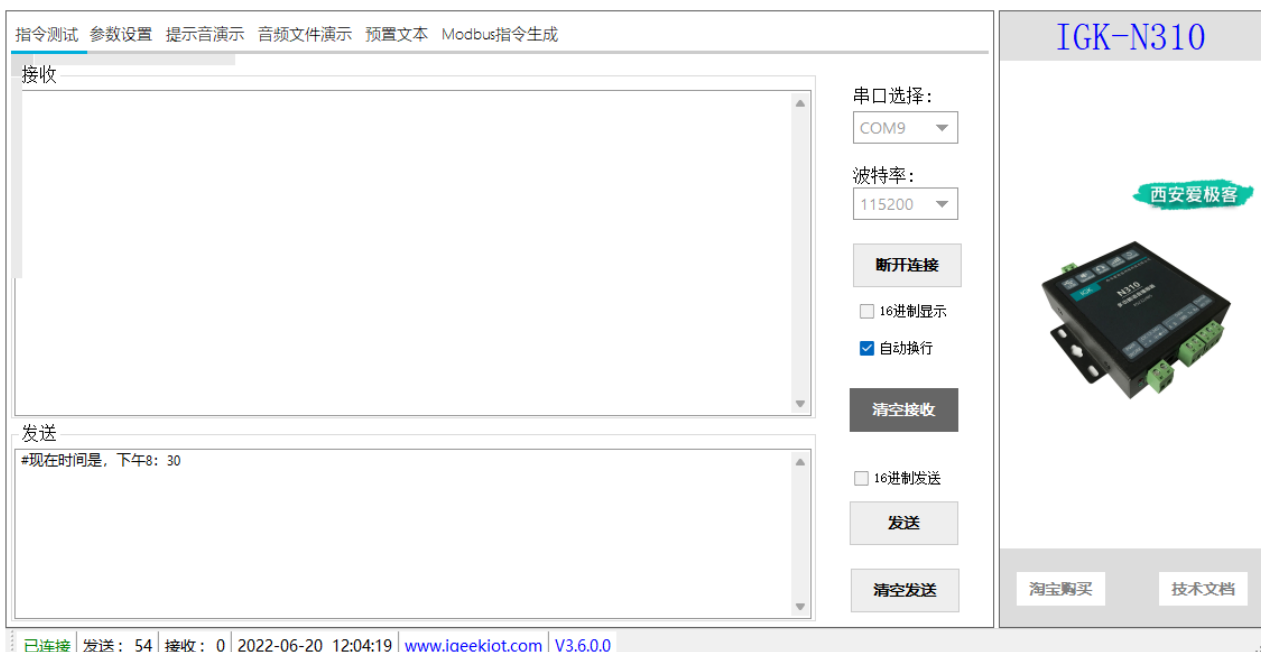 指令测试 参数设置 提示音演示 音频文件演示 预置文本 Modbus指令生成
接收
串口选择：
COM9
波特率：
115200
断开连接
16进制显示
自动换行
清空接收
发送
#现在时间是，下午8：30
16进制发送
发送
清空发送
IGK-N310
西安爱极客
N310
淘宝购买 技术文档
已连接 发送： 54 接收： 0 2022-06-20 12:04:19 www.igeekiot.com V3.6.0.0